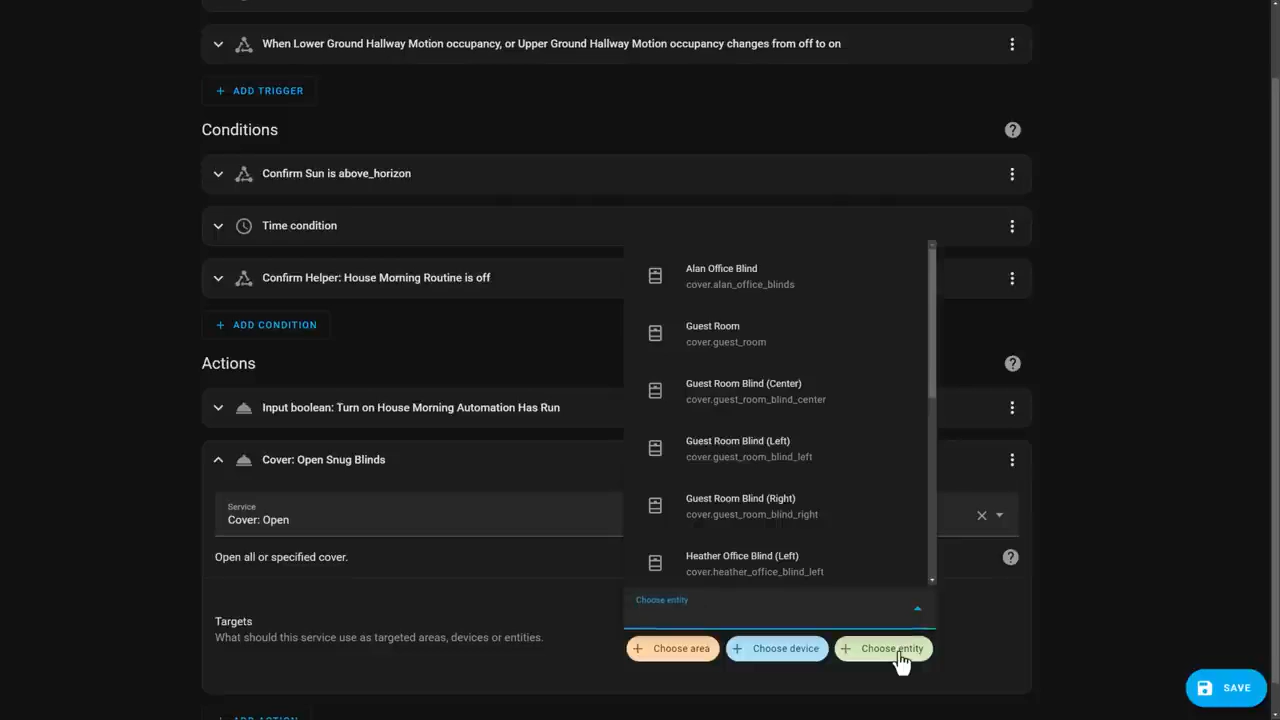 When Lower Ground Hallway Motion occupancy, or Upper Ground Hallway Motion occupancy changes from off to on
+ ADD TRIGGER
Conditions
Confirm Sun is above_horizon
Time condition
Confirm Helper: House Morning Routine is off
+ ADD CONDITION
Actions
Input boolean: Turn on House Morning Automation Has Run
Cover: Open Snug Blinds
Service
Cover: Open
Open all or specified cover.
Targets
What should this service use as targeted areas, devices or entities.
Alan Office Blind
cover.alan_office_blinds
Guest Room
cover.guest_room
Guest Room Blind (Center)
cover.guest_room_blind_center
Guest Room Blind (Left)
cover.guest_room_blind_left
Guest Room Blind (Right)
cover.guest_room_blind_right
Heather Office Blind (Left)
cover.heather_office_blind_left
Choose entity
+ Choose area
+ Choose device
+ Choose entity
SAVE
+ ADD ACTION